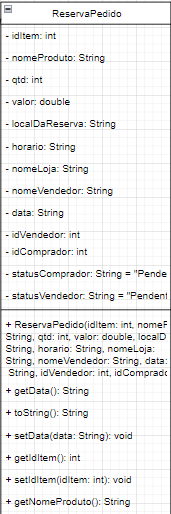 ReservaPedido
- idItem: int
- nomeProduto: String
- qtd: int
- valor: double
- localDaReserva: String
- horario: String
- nomeLoja: String
- nomeVendedor: String
- data: String
- idVendedor: int
- idComprador: int
- statusComprador: String = "Pende
- statusVendedor: String = "Pendent
+ ReservaPedido(idItem: int, nomeF
String, qtd: int, valor: double, localD
String, horario: String, nomeLoja:
String, nomeVendedor: String, data:
String, idVendedor: int, idComprado
+ getData(): String
+ toString(): String
+ setData(data: String): void
+ getIdItem(): int
+ setIdItem(idItem: int): void
+ getNomeProduto(): String